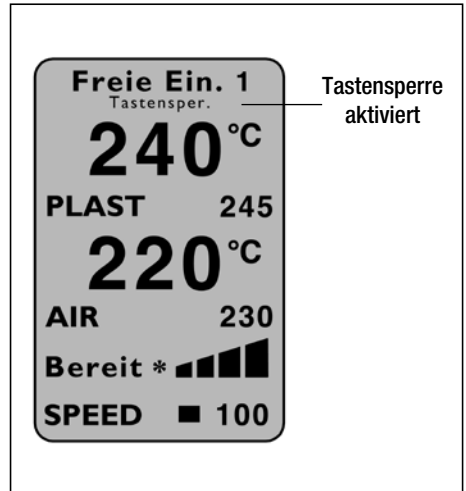 Freie Ein. 1
Tastensper.
Tastensperre
aktiviert
240°C
PLAST 245
220°C
AIR 230
Bereit *
SPEED ■ 100